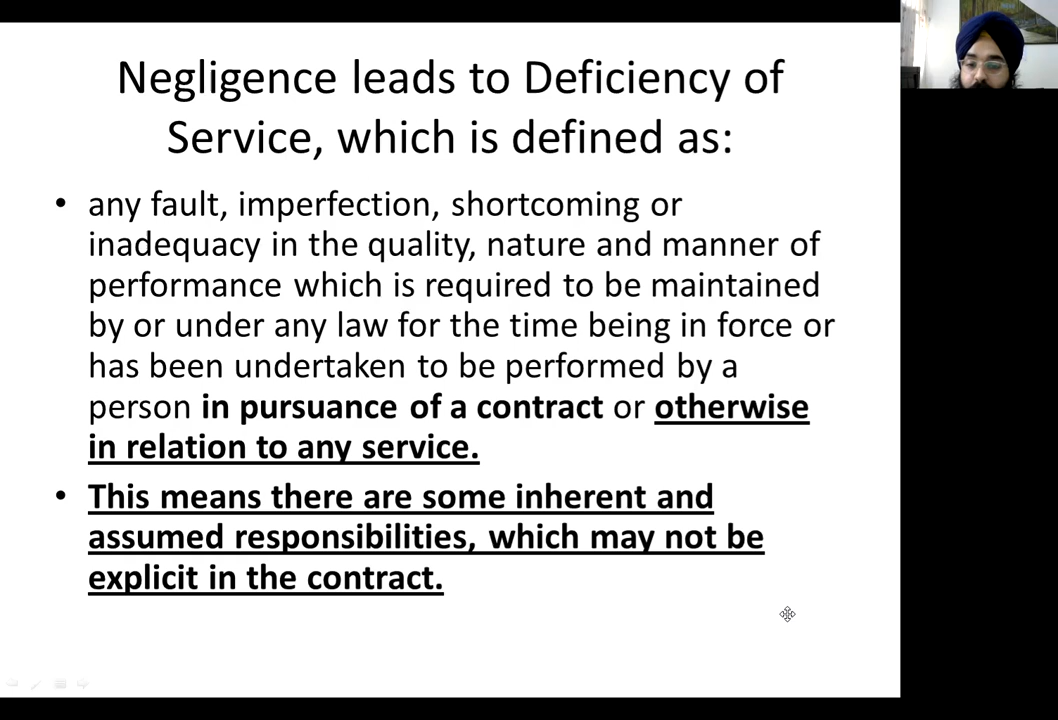 Negligence leads to Deficiency of
Service, which is defined as:
• any fault, imperfection, shortcoming or
inadequacy in the quality, nature and manner of
performance which is required to be maintained
by or under any law for the time being in force or
has been undertaken to be performed by a
person in pursuance of a contract or otherwise
in relation to any service.
• This means there are some inherent and
assumed responsibilities, which may not be
explicit in the contract.